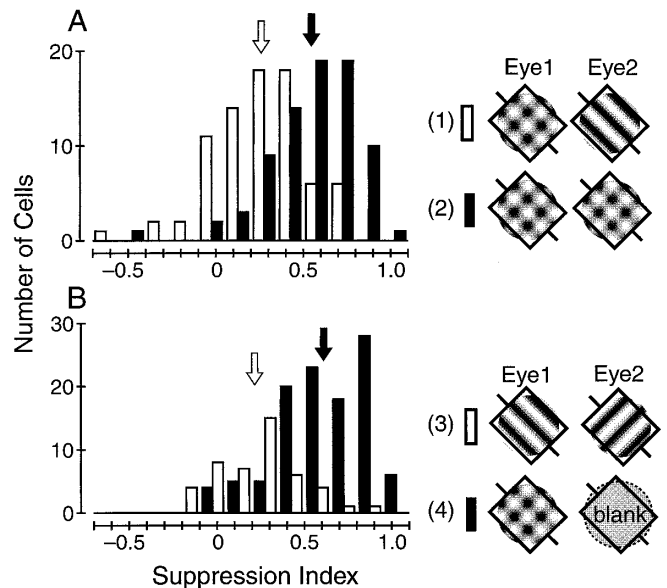 A
20
10
0
−0.5
0
0.5
1.0
Number of Cells
Eye1
Eye2
(1)
(2)
B
30
20
10
0
−0.5
0
0.5
1.0
Suppression Index
Eye1
Eye2
(3)
(4)
blank